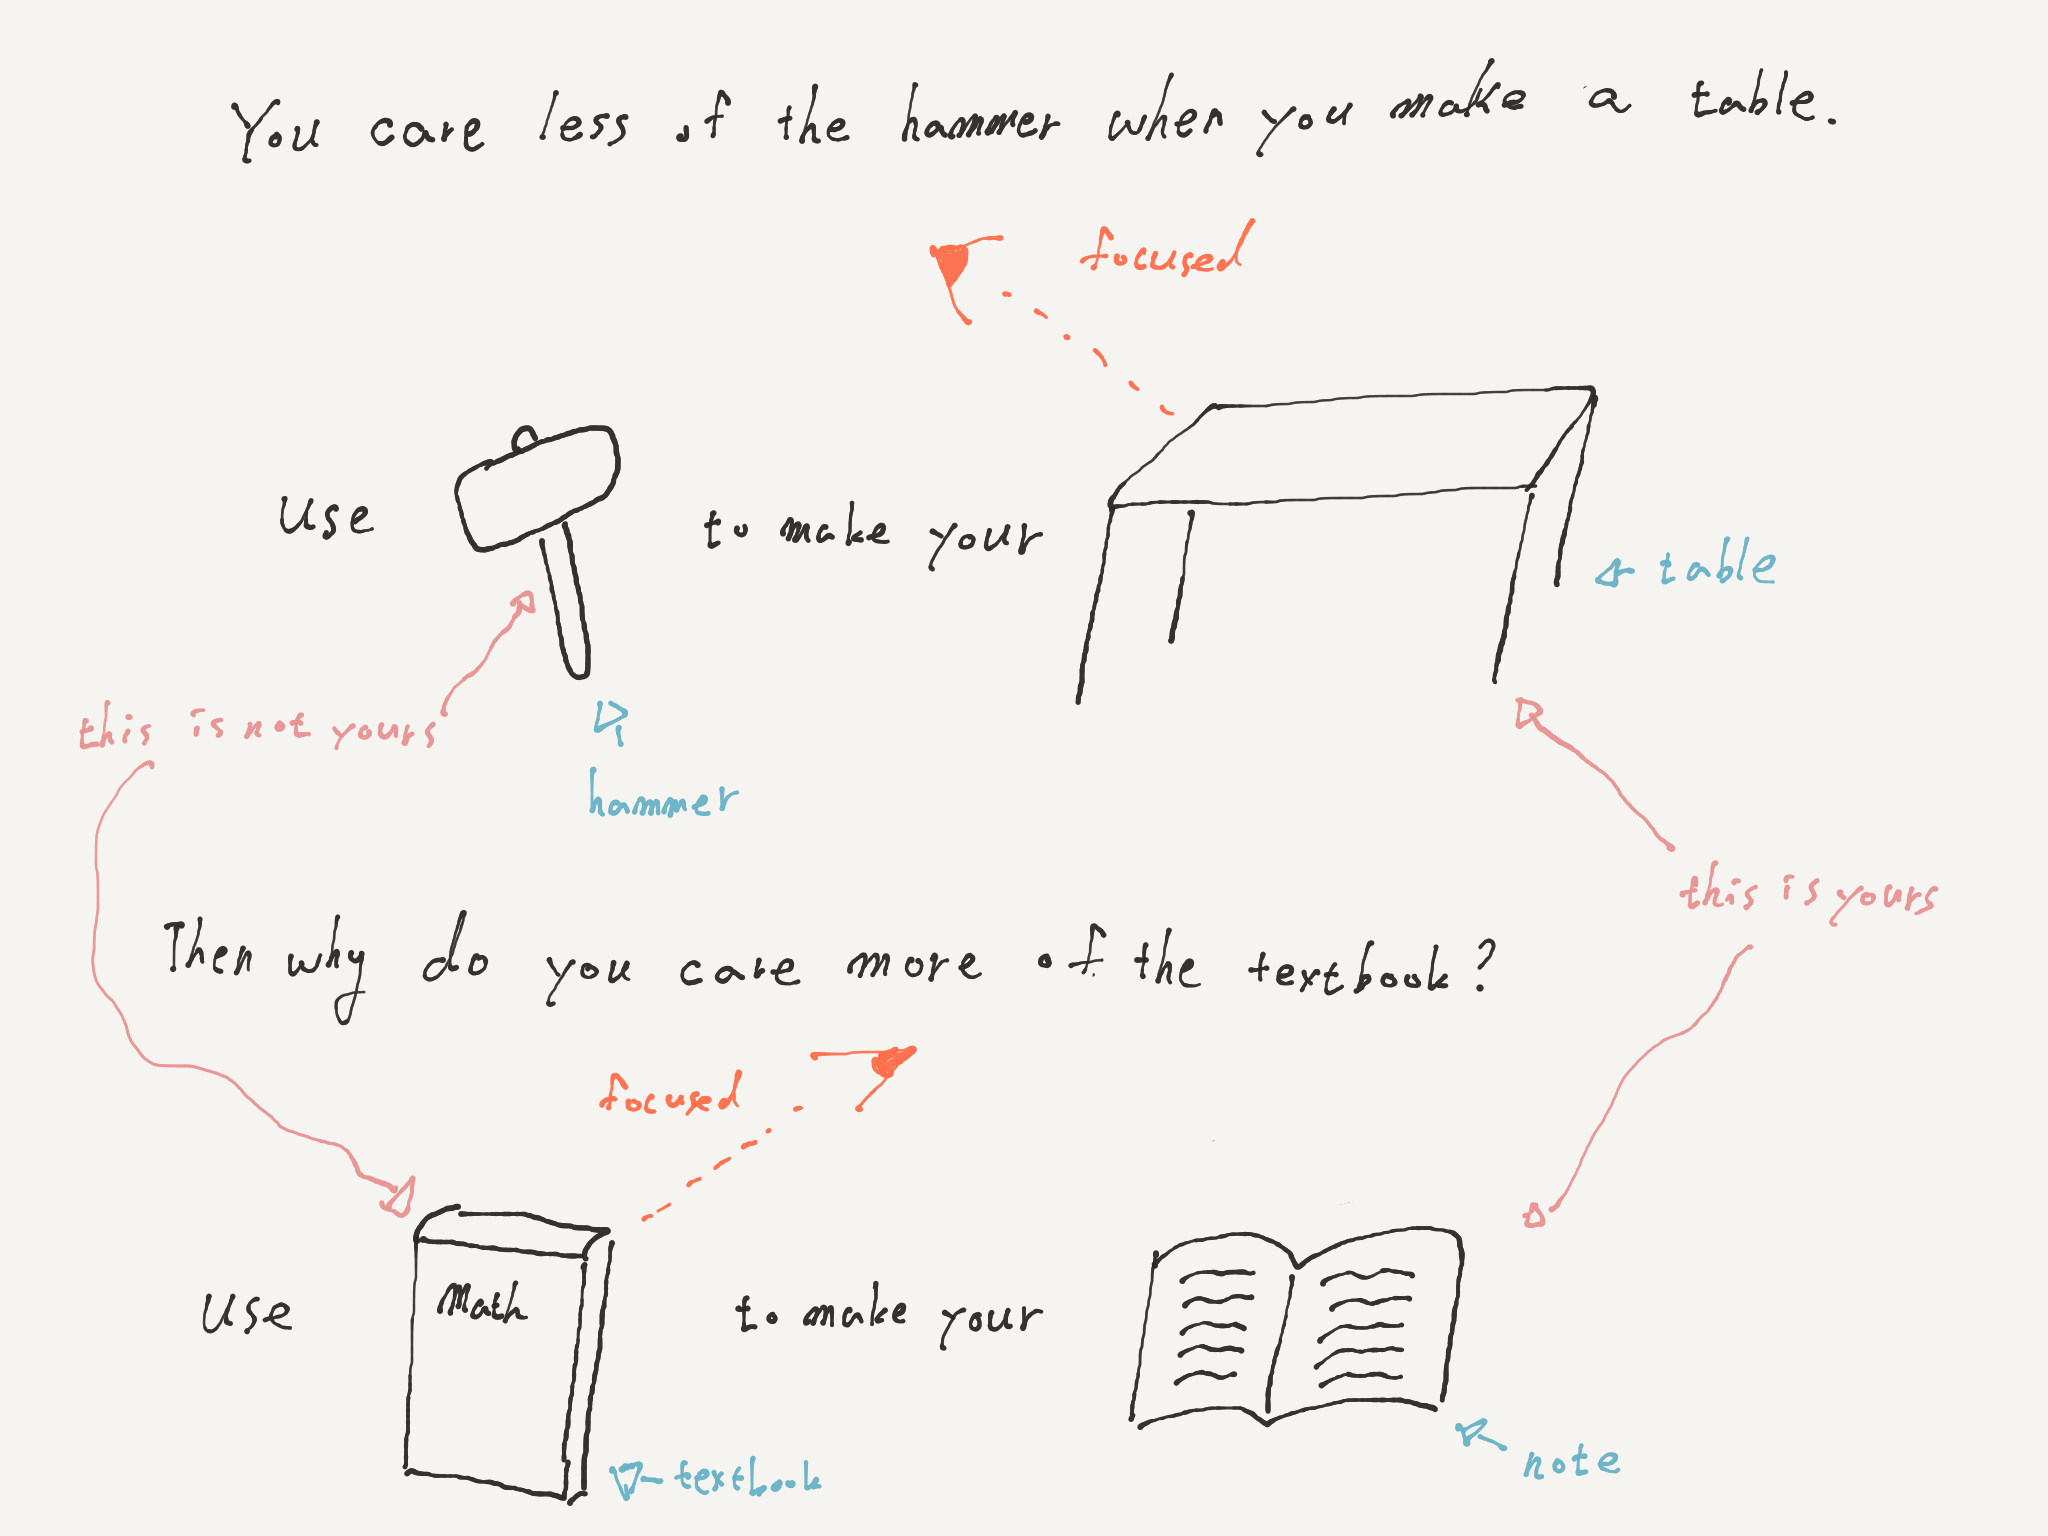 You care less of the hammer when you make a table.
focused
use
to make your
table
this is not yours
hammer
this is yours
Then why do you care more of the textbook?
focused
Math
use
to make your
textbook
note